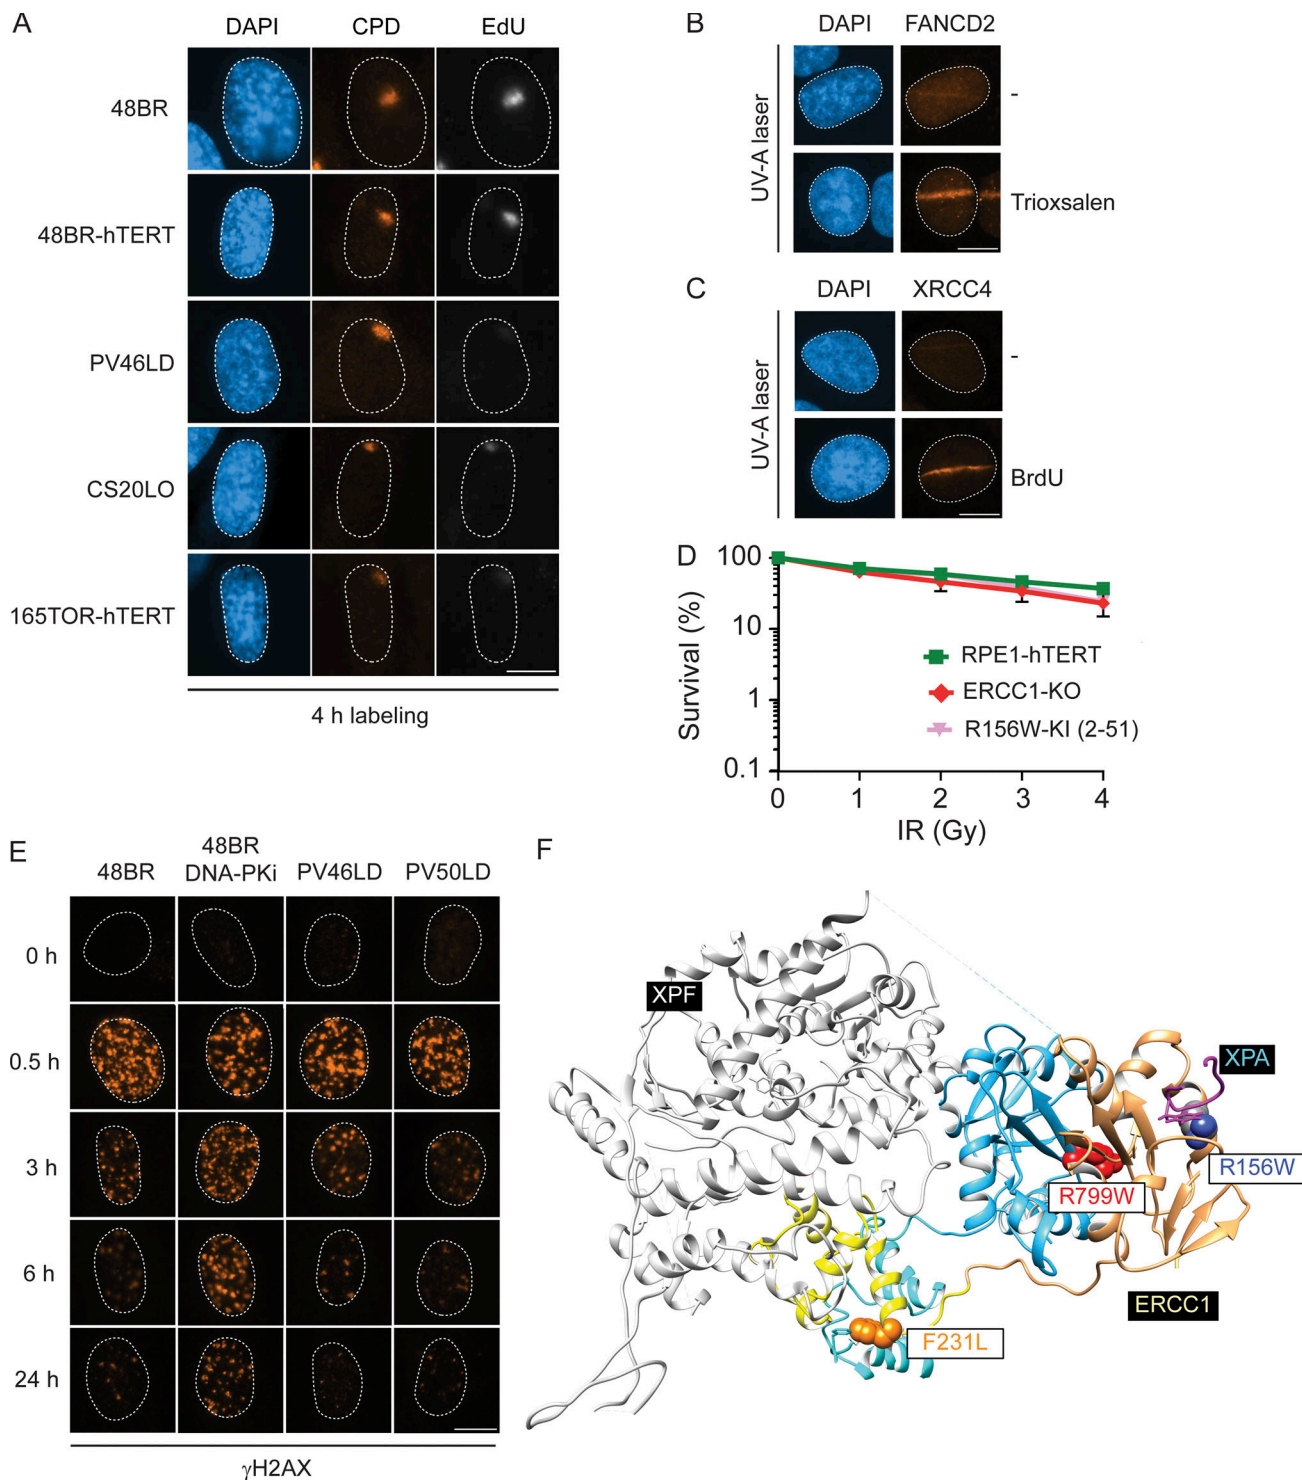 A
DAPI CPD EdU
48BR
48BR-hTERT
PV46LD
CS20LO
165TOR-hTERT
4 h labeling
B
DAPI FANCD2
UV-A laser
-
Trioxsalen
C
DAPI XRCC4
UV-A laser
-
BrdU
D
Survival (%)
100
10
1
0.1
0 1 2 3 4
IR (Gy)
RPE1-hTERT
ERCC1-KO
R156W-KI (2-51)
E
48BR 48BR DNA-PKi PV46LD PV50LD
0 h
0.5 h
3 h
6 h
24 h
γH2AX
F
XPF
XPA
R156W
R799W
ERCC1
F231L